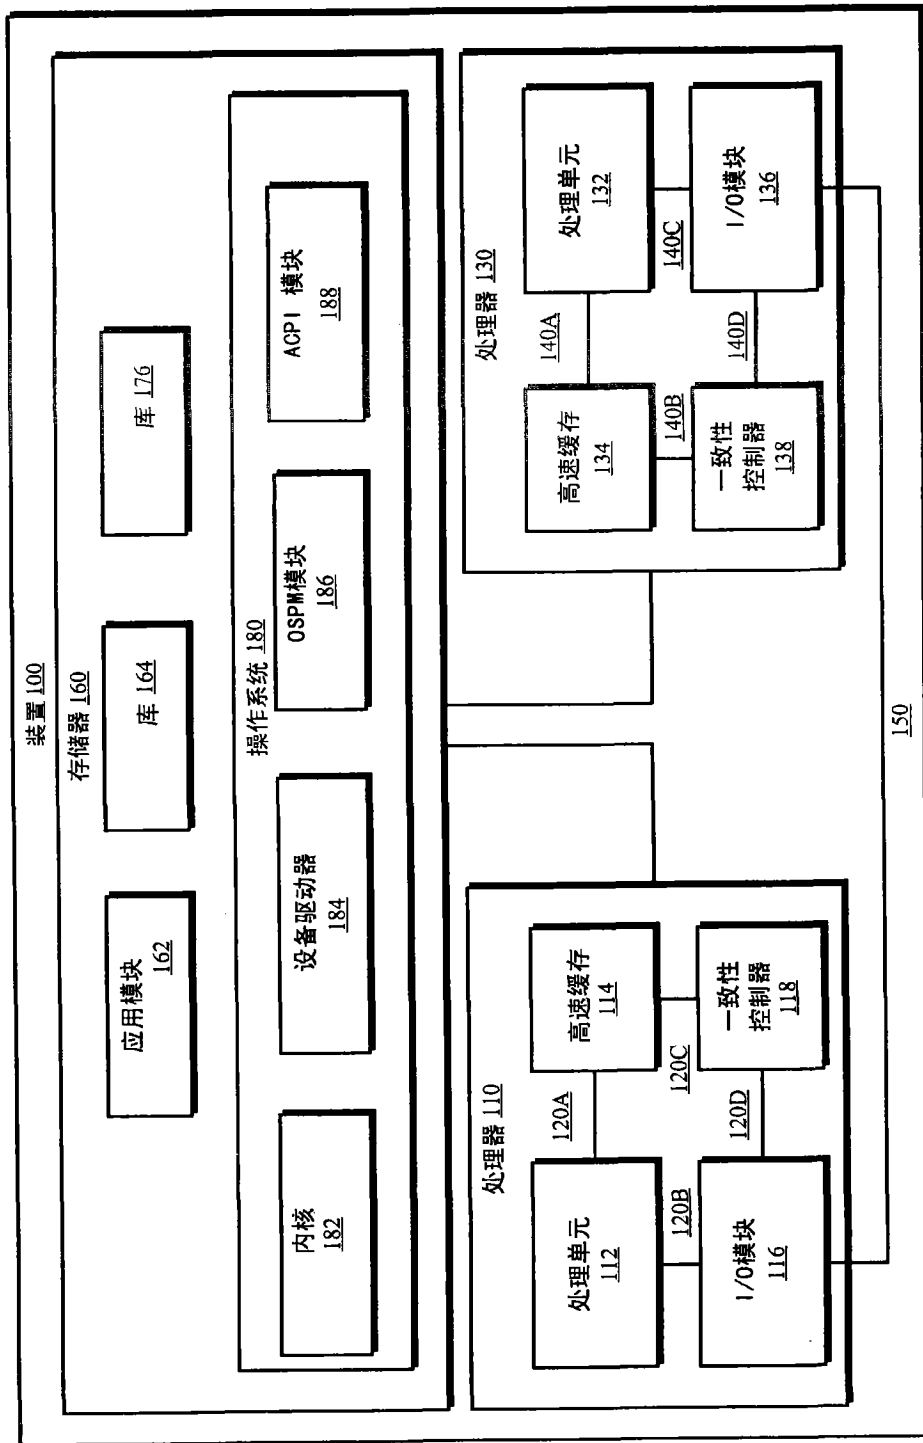 装置 100
存储器 160
应用模块
162
库 164
库 176
操作系统 180
内核
182
设备驱动器
184
OSPM模块
186
ACPI 模块
188
处理器 110
处理单元
112
120A
高速缓存
114
120B
120C
I/O模块
116
120D
一致性
控制器
118
处理器 130
高速缓存
134
140A
处理单元
132
140B
140C
一致性
控制器
138
140D
I/O模块
136
150